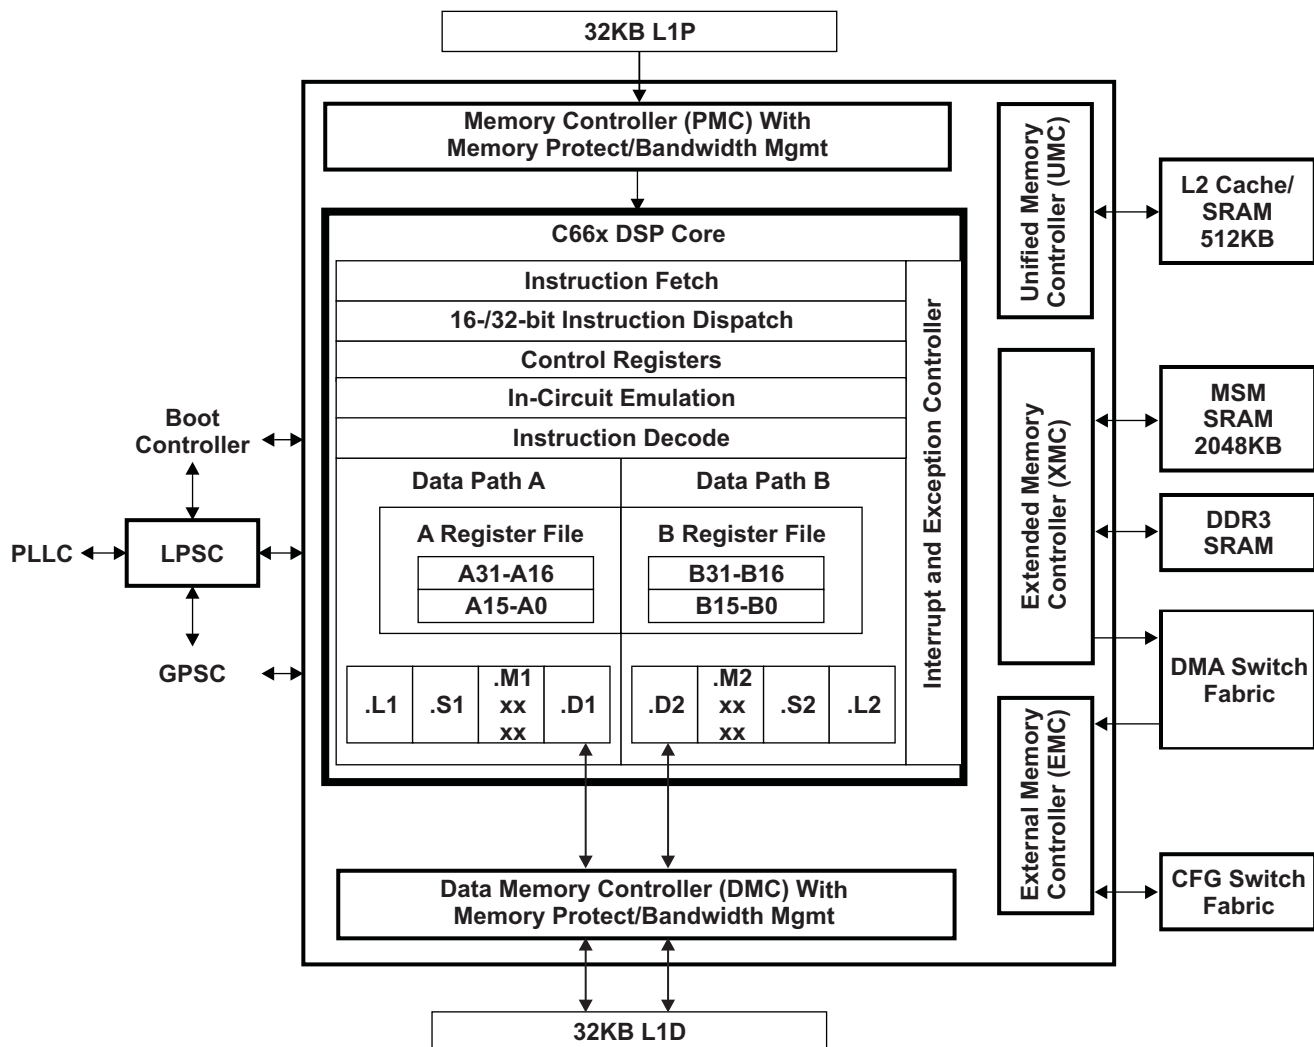 32KB L1P
Memory Controller (PMC) With
Memory Protect/Bandwidth Mgmt
C66x DSP Core
Instruction Fetch
16-/32-bit Instruction Dispatch
Control Registers
In-Circuit Emulation
Instruction Decode
Data Path A
Data Path B
A Register File
B Register File
A31-A16
A15-A0
B31-B16
B15-B0
.L1
.S1
.M1
xx
xx
.D1
.D2
.M2
xx
xx
.S2
.L2
Interrupt and Exception Controller
Data Memory Controller (DMC) With
Memory Protect/Bandwidth Mgmt
32KB L1D
Boot
Controller
PLLC
LPSC
GPSC
Unified Memory
Controller (UMC)
Extended Memory
Controller (XMC)
External Memory
Controller (EMC)
L2 Cache/
SRAM
512KB
MSM
SRAM
2048KB
DDR3
SRAM
DMA Switch
Fabric
CFG Switch
Fabric